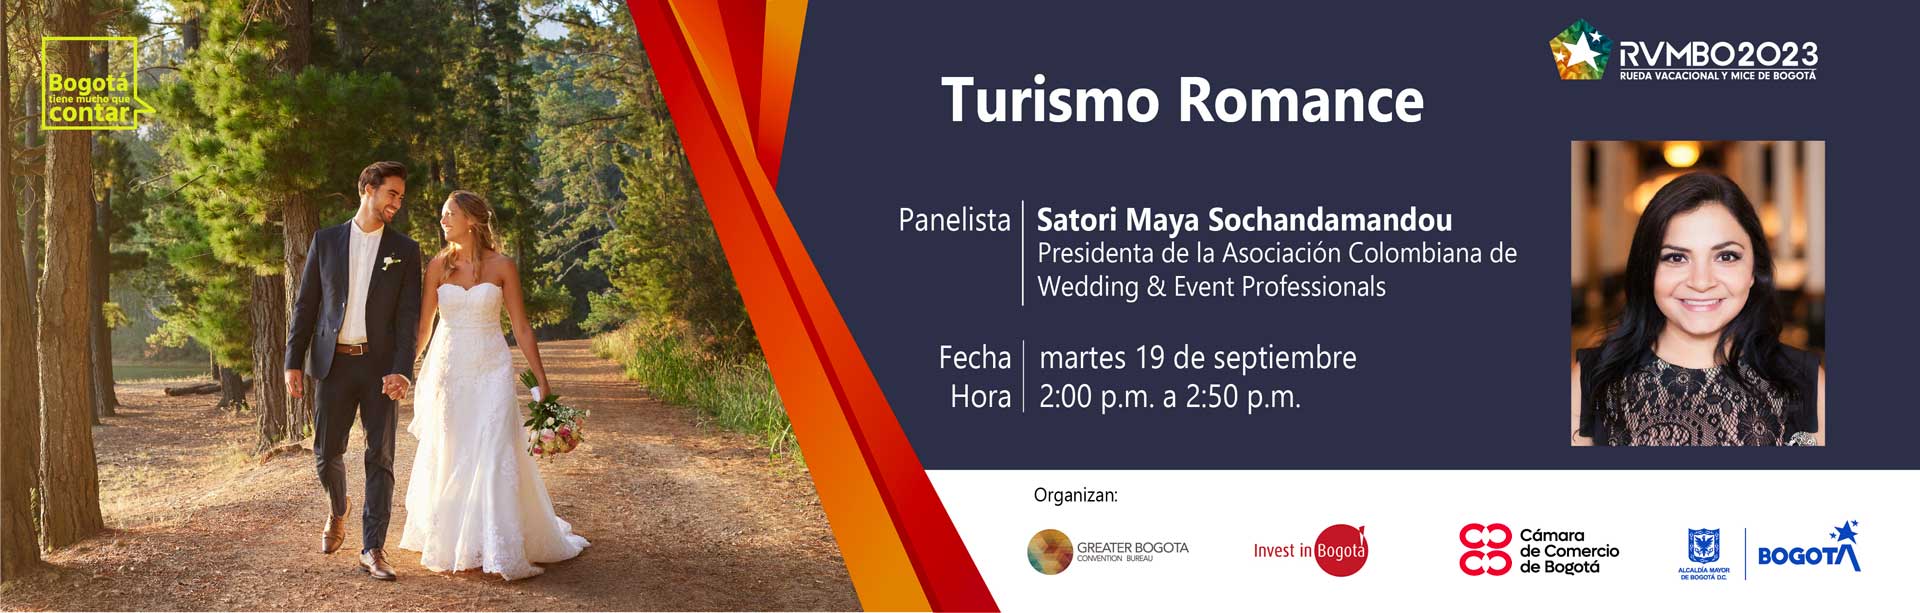 Bogotá
tiene mucho que
contar
RVMBO2023
RUEDA VACACIONAL Y MICE DE BOGOTÁ
Turismo Romance
Panelista
Satori Maya Sochandamandou
Presidenta de la Asociación Colombiana de
Wedding & Event Professionals
Fecha
martes 19 de septiembre
Hora
2:00 p.m. a 2:50 p.m.
Organizan:
GREATER BOGOTA
CONVENTION BUREAU
Invest in Bogotá
Cámara
de Comercio
de Bogotá
ALCALDÍA MAYOR
DE BOGOTÁ D.C.
BOGOTÁ